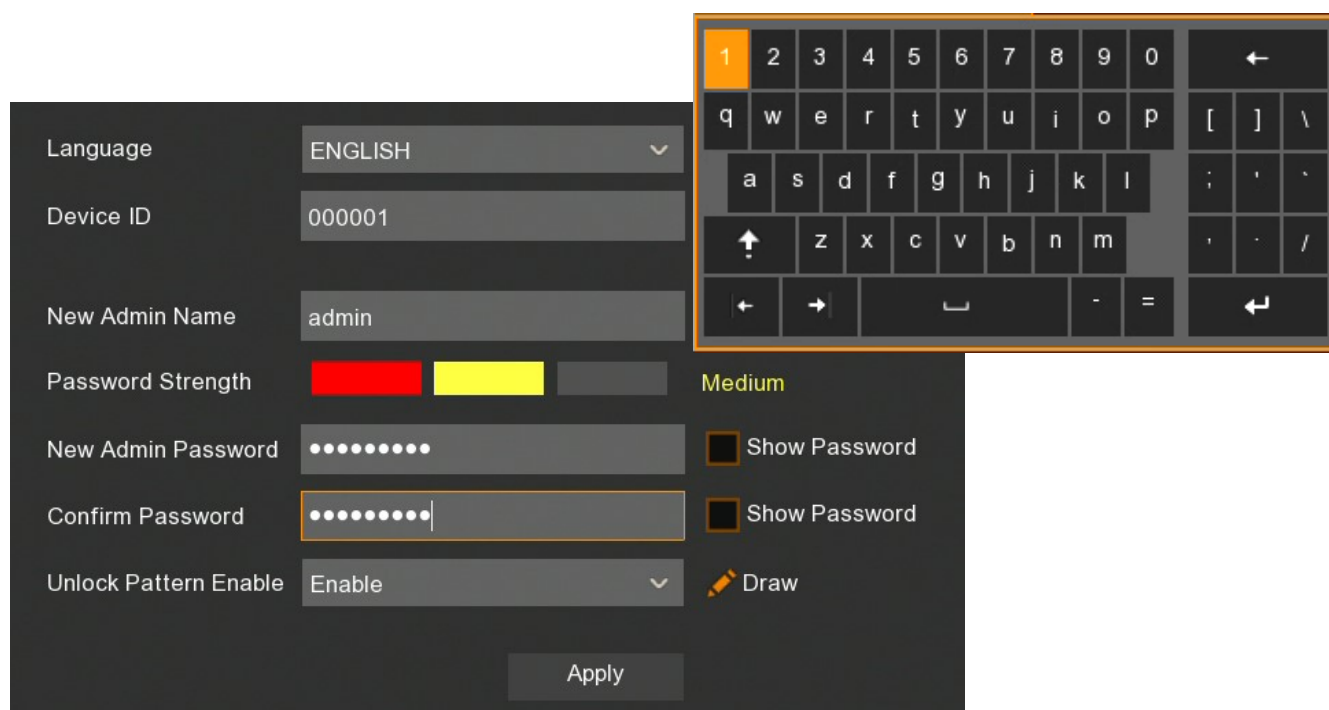 1 2 3 4 5 6 7 8 9 0
q w e r t y u i o p [ ] \
a s d f g h j k l ; ' `
z x c v b n m , . /
- =
Language ENGLISH
Device ID 000001
New Admin Name admin
Password Strength Medium
New Admin Password ●●●●●●●●● Show Password
Confirm Password ●●●●●●●●● Show Password
Unlock Pattern Enable Enable Draw
Apply